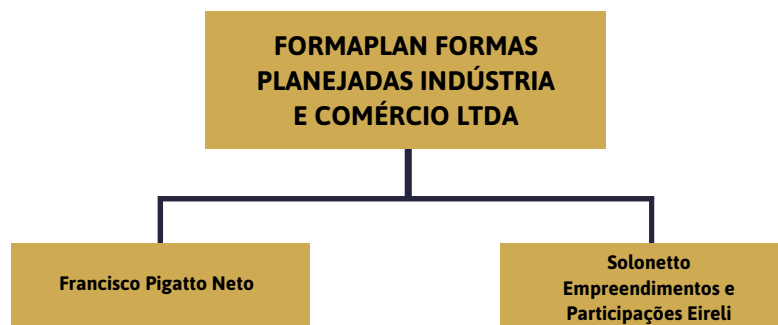 FORMAPLAN FORMAS
PLANEJADAS INDÚSTRIA
E COMÉRCIO LTDA
Francisco Pigatto Neto
Solonetto
Empreendimentos e
Participações Eireli